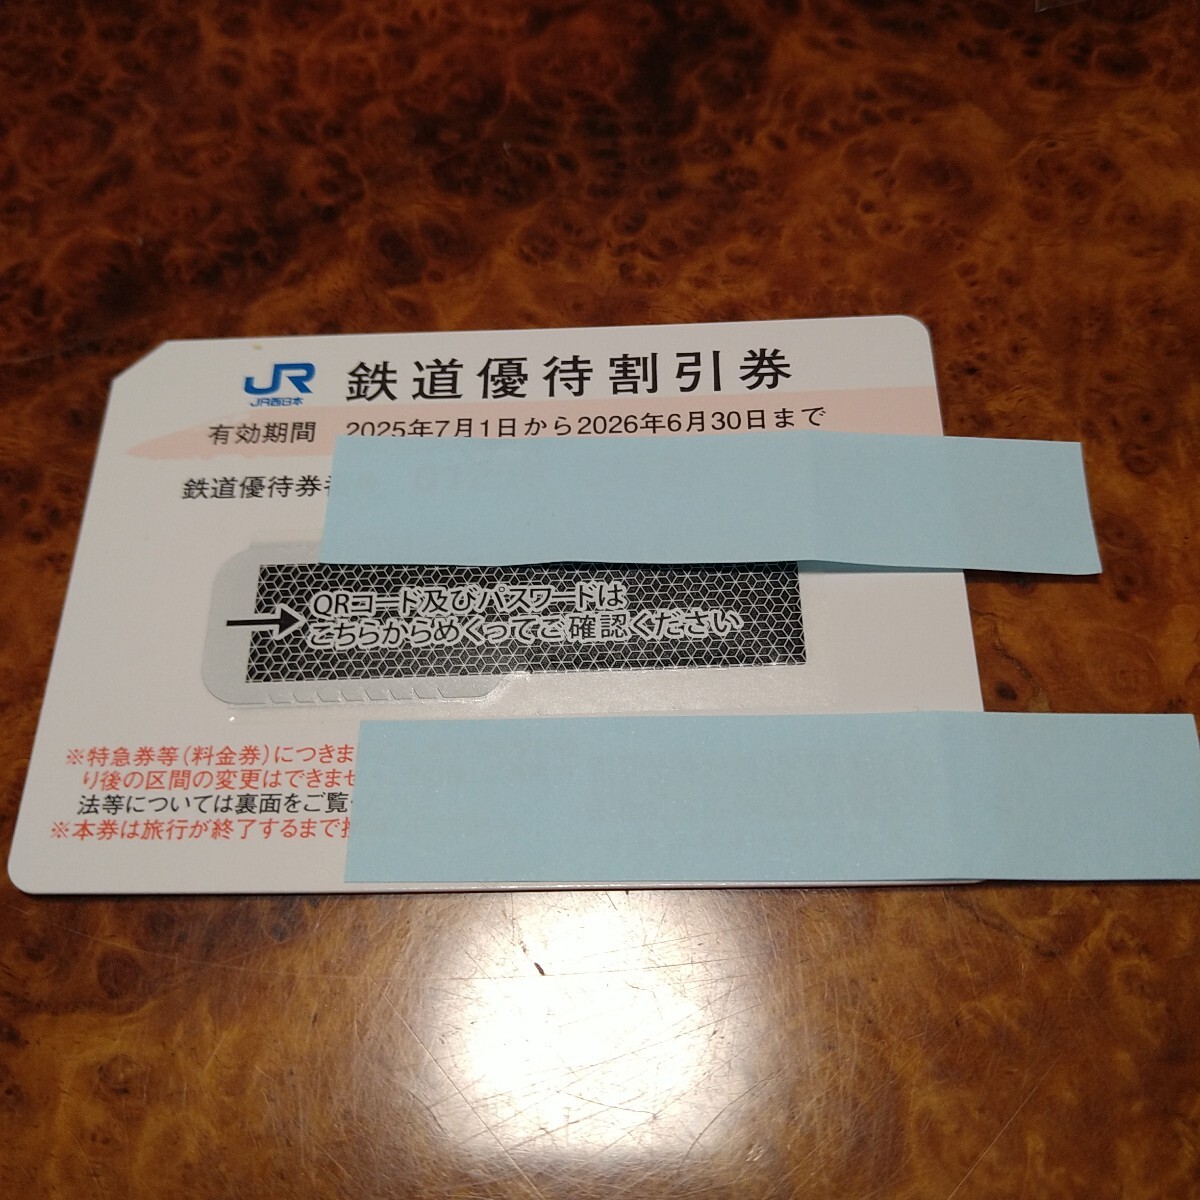 JR
JR西日本
鉄道優待割引券
有効期間 2025年7月1日から2026年6月30日まで
鉄道優待券
QRコード及びパスワードは
こちらからめくってご確認ください
※特急券等(料金券)につきま
り後の区間の変更はできませ
法等については裏面をご覧
※本券は旅行が終了するまで